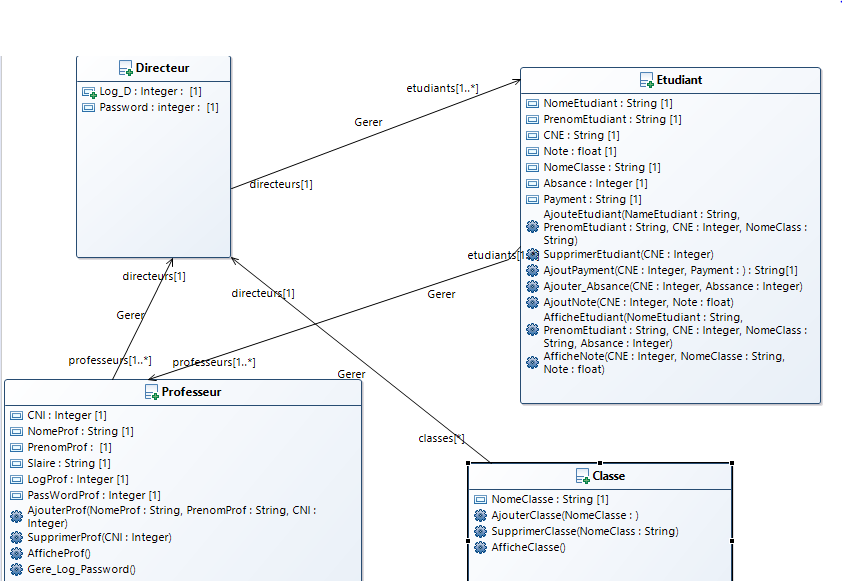 Directeur
Log_D : Integer : [1]
Password : integer : [1]
etudiants[1..*]
Gerer
directeurs[1]
Etudiant
NomeEtudiant : String [1]
PrenomEtudiant : String [1]
CNE : String [1]
Note : float [1]
NomeClasse : String [1]
Absance : Integer [1]
Payment : String [1]
AjouteEtudiant(NameEtudiant : String,
PrenomEtudiant : String, CNE : Integer, NomeClass :
String)
SupprimerEtudiant(CNE : Integer)
AjoutPayment(CNE : Integer, Payment : ) : String[1]
Ajouter_Absance(CNE : Integer, Abssance : Integer)
AjoutNote(CNE : Integer, Note : float)
AfficheEtudiant(NomeEtudiant : String,
PrenomEtudiant : String, CNE : Integer, NomeClass :
String, Absance : Integer)
AfficheNote(CNE : Integer, NomeClasse : String,
Note : float)
directeurs[1]
Gerer
professeurs[1..*]
directeurs[1]
Gerer
classes[*]
Gerer
professeurs[1..*]
Professeur
CNI : Integer [1]
NomeProf : String [1]
PrenomProf : [1]
Slaire : String [1]
LogProf : Integer [1]
PassWordProf : Integer [1]
AjouterProf(NomeProf : String, PrenomProf : String, CNI :
Integer)
SupprimerProf(CNI : Integer)
AfficheProf()
Gere_Log_Password()
Classe
NomeClasse : String [1]
AjouterClasse(NomeClasse : )
SupprimerClasse(NomeClass : String)
AfficheClasse()